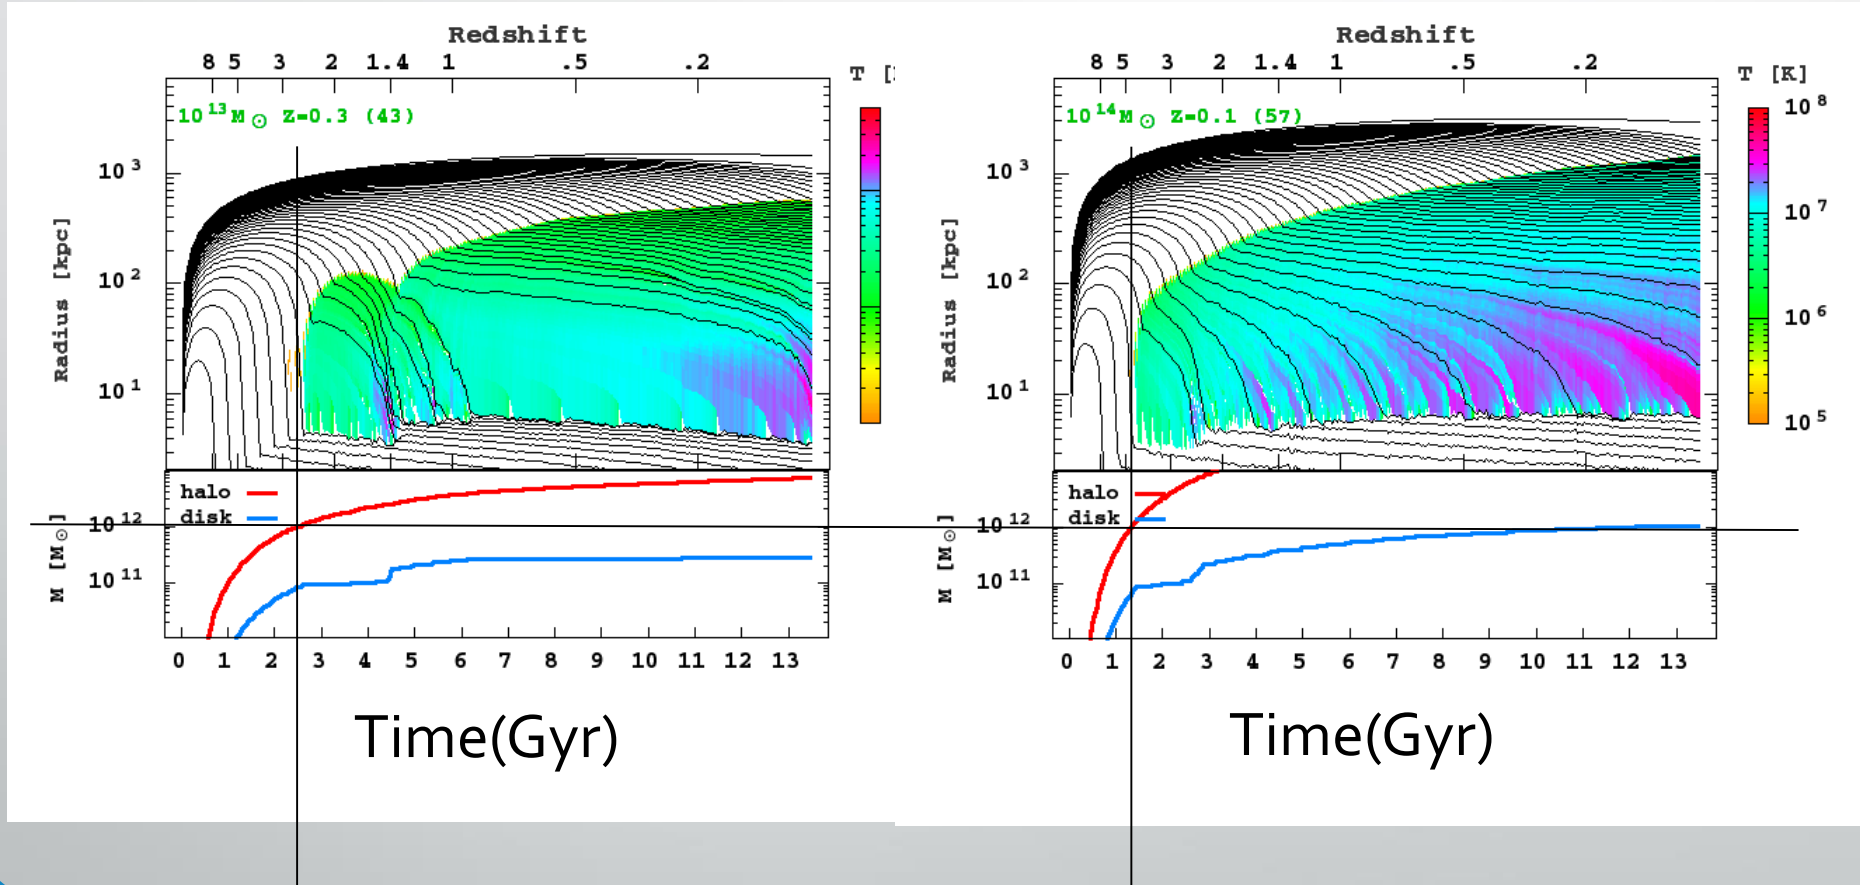 Redshift
8 5 3 2 1.4 1 .5 .2
T [
10^13 M☉ Z=0.3 (43)
10^3
10^2
10^1
Radius [kpc]
halo
disk
10^12
10^11
M [M☉]
0 1 2 3 4 5 6 7 8 9 10 11 12 13
Time(Gyr)
Redshift
8 5 3 2 1.4 1 .5 .2
T [K]
10^14 M☉ Z=0.1 (57)
10^3
10^2
10^1
Radius [kpc]
10^8
10^7
10^6
10^5
halo
disk
10^12
10^11
M [M☉]
0 1 2 3 4 5 6 7 8 9 10 11 12 13
Time(Gyr)